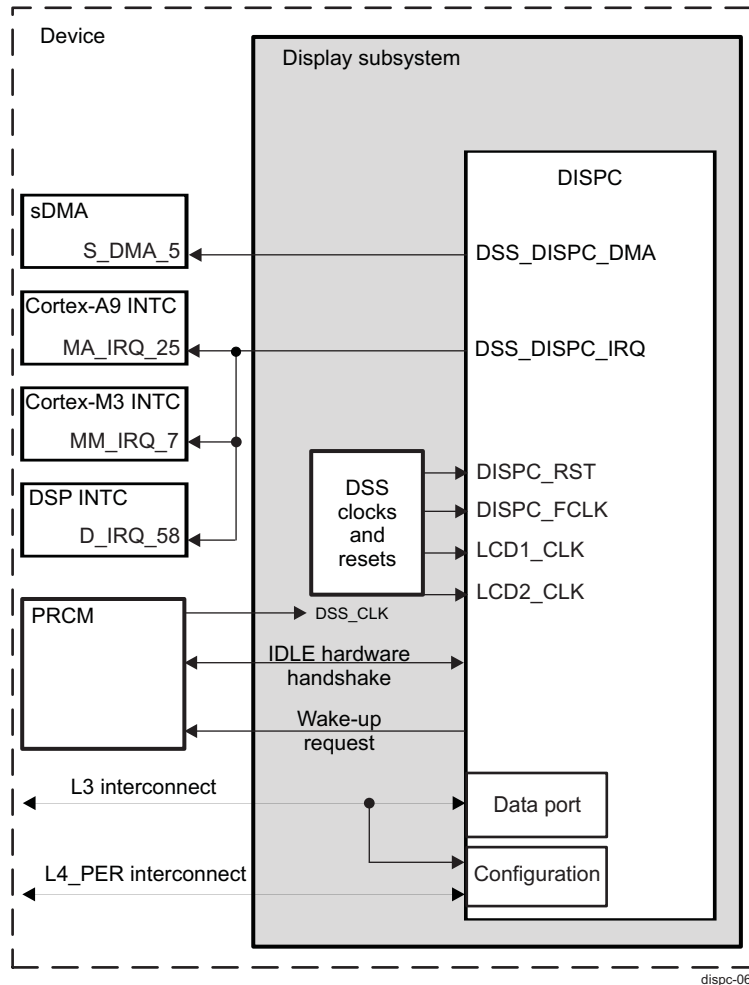 Device
Display subsystem
DISPC
sDMA
S_DMA_5
DSS_DISPC_DMA
Cortex-A9 INTC
MA_IRQ_25
DSS_DISPC_IRQ
Cortex-M3 INTC
MM_IRQ_7
DSP INTC
D_IRQ_58
DSS
clocks
and
resets
DISPC_RST
DISPC_FCLK
LCD1_CLK
LCD2_CLK
PRCM
DSS_CLK
IDLE hardware
handshake
Wake-up
request
L3 interconnect
Data port
L4_PER interconnect
Configuration
dispc-06